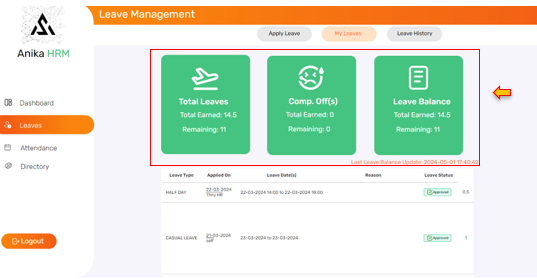 Leave Management
Anika HRM
Apply Leave
My Leaves
Leave History
Dashboard
Leaves
Attendance
Directory
Logout
Total Leaves
Total Earned: 14.5
Remaining: 11
Comp. Off(s)
Total Earned: 0
Remaining: 0
Leave Balance
Total Earned: 14.5
Remaining: 11
Last Leave Balance Update: 2024-05-01 17:40:42
Leave Type Applied On Leave Date(s) Reason Leave Status
HALF DAY 22-03-2024 22-03-2024 14:00 to 22-03-2024 18:00 Approved 0.5
Thru HR
CASUAL LEAVE 21-03-2024 23-03-2024 to 23-03-2024 Approved 1
self